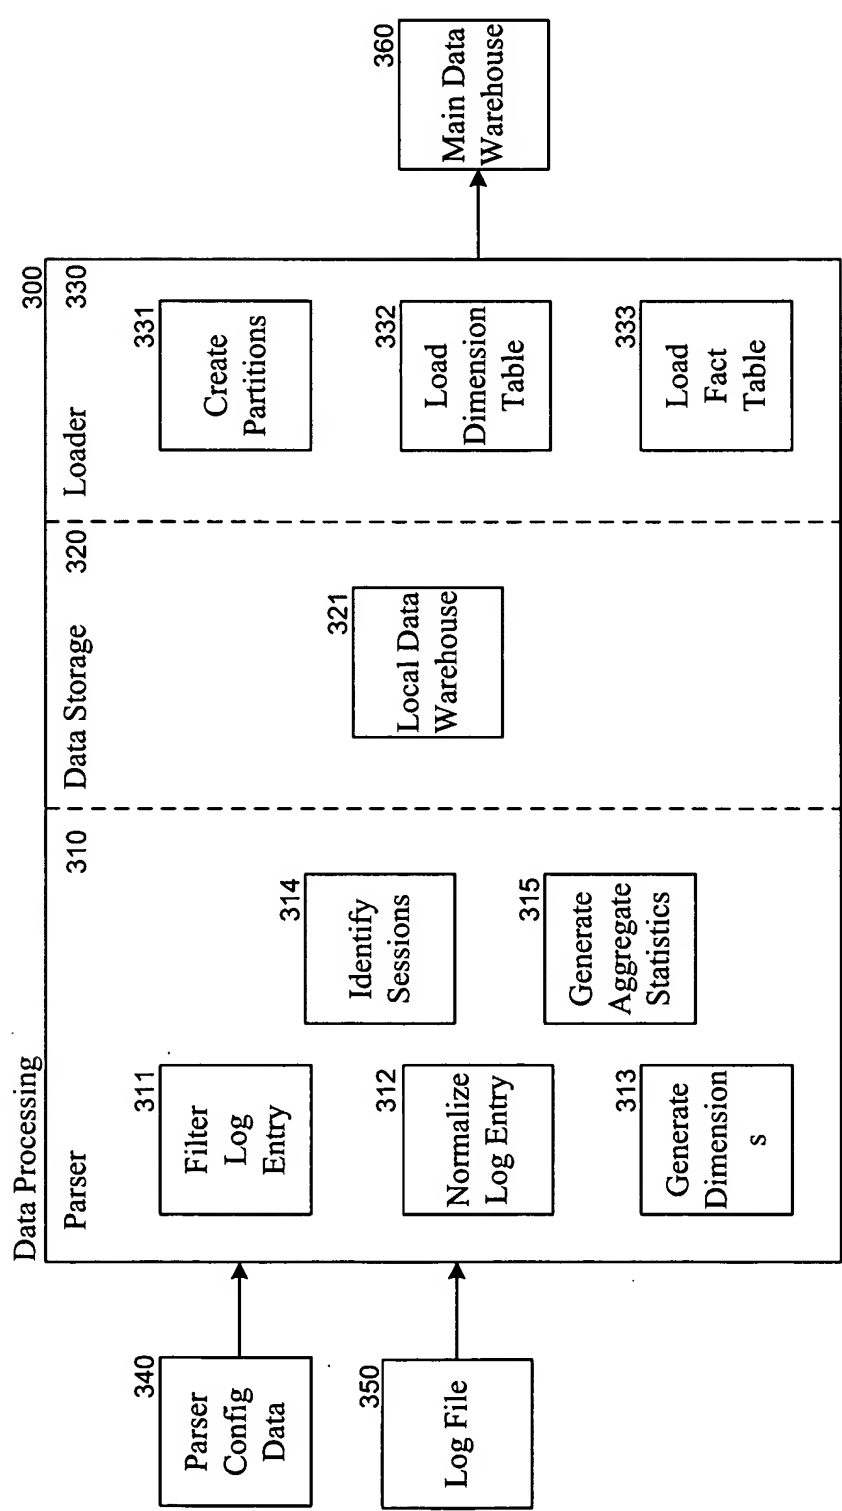 Data Processing
300
Parser
310
Data Storage
320
Loader
330
340
Parser
Config
Data
350
Log File
311
Filter
Log
Entry
312
Normalize
Log Entry
313
Generate
Dimension
s
314
Identify
Sessions
315
Generate
Aggregate
Statistics
321
Local Data
Warehouse
331
Create
Partitions
332
Load
Dimension
Table
333
Load
Fact
Table
360
Main Data
Warehouse